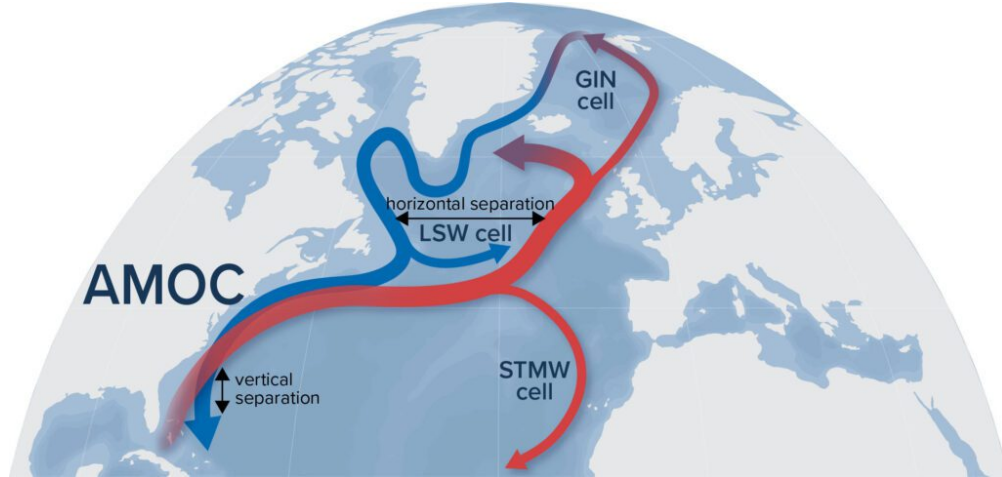 GIN
cell
horizontal separation
LSW cell
AMOC
STMW
cell
vertical
separation